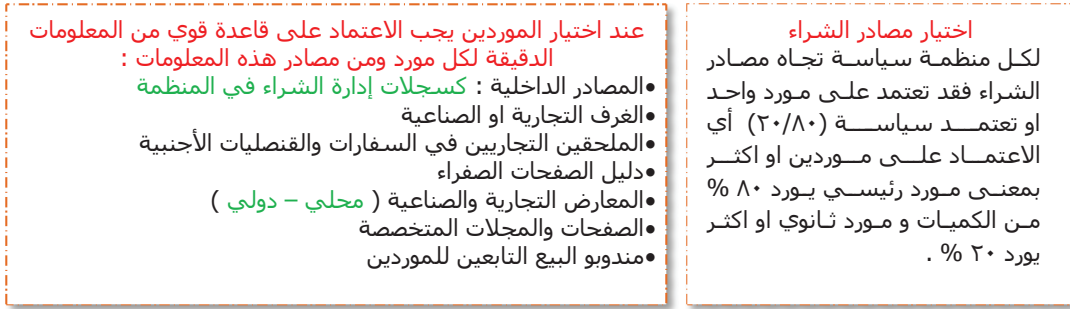 اختيار مصادر الشراء
لكل منظمة سياسة تجاه مصادر
الشراء فقد تعتمد على مورد واحد
او تعتمد سياسة (٢٠/٨٠) أي
الاعتماد على موردين او اكثر
بمعنى مورد رئيسي يورد ٨٠ %
من الكميات و مورد ثانوي او اكثر
يورد ٢٠ % .
عند اختيار الموردين يجب الاعتماد على قاعدة قوي من المعلومات
الدقيقة لكل مورد ومن مصادر هذه المعلومات :
•المصادر الداخلية : كسجلات إدارة الشراء في المنظمة
•الغرف التجارية او الصناعية
•الملحقين التجاريين في السفارات والقنصليات الأجنبية
•دليل الصفحات الصفراء
•المعارض التجارية والصناعية ( محلي – دولي )
•الصفحات والمجلات المتخصصة
•مندوبو البيع التابعين للموردين